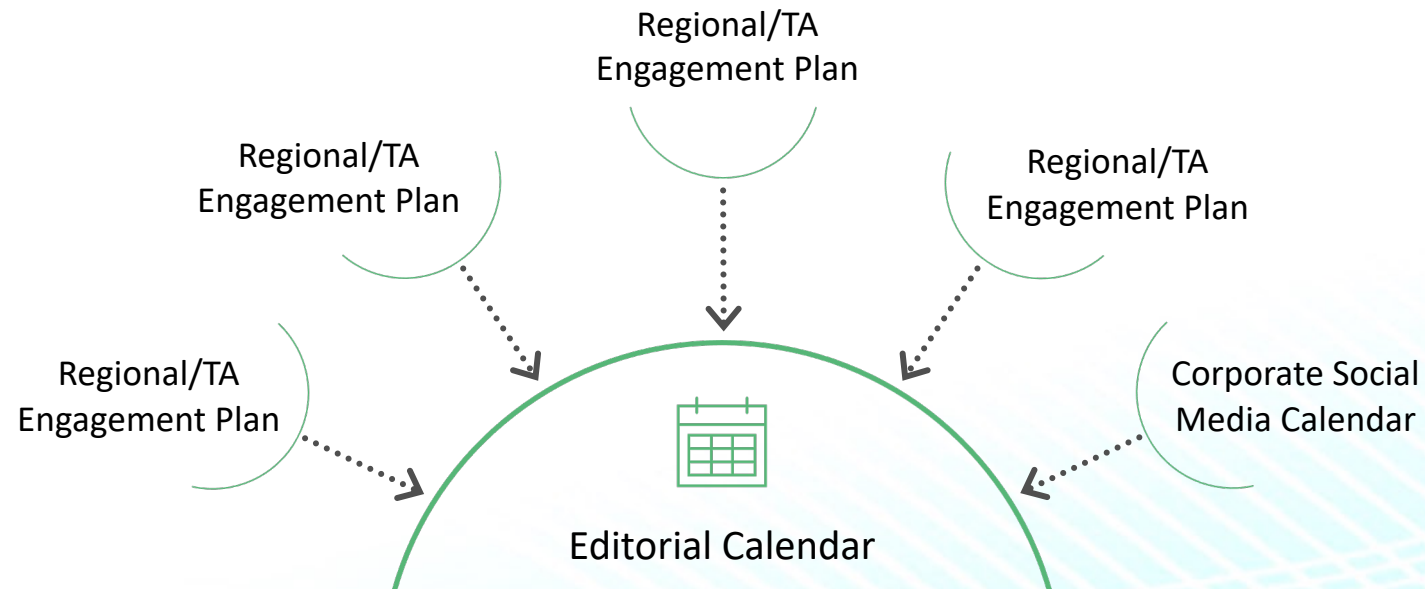 Regional/TA
Engagement Plan
Regional/TA
Engagement Plan
Regional/TA
Engagement Plan
Regional/TA
Engagement Plan
Corporate Social
Media Calendar
Editorial Calendar